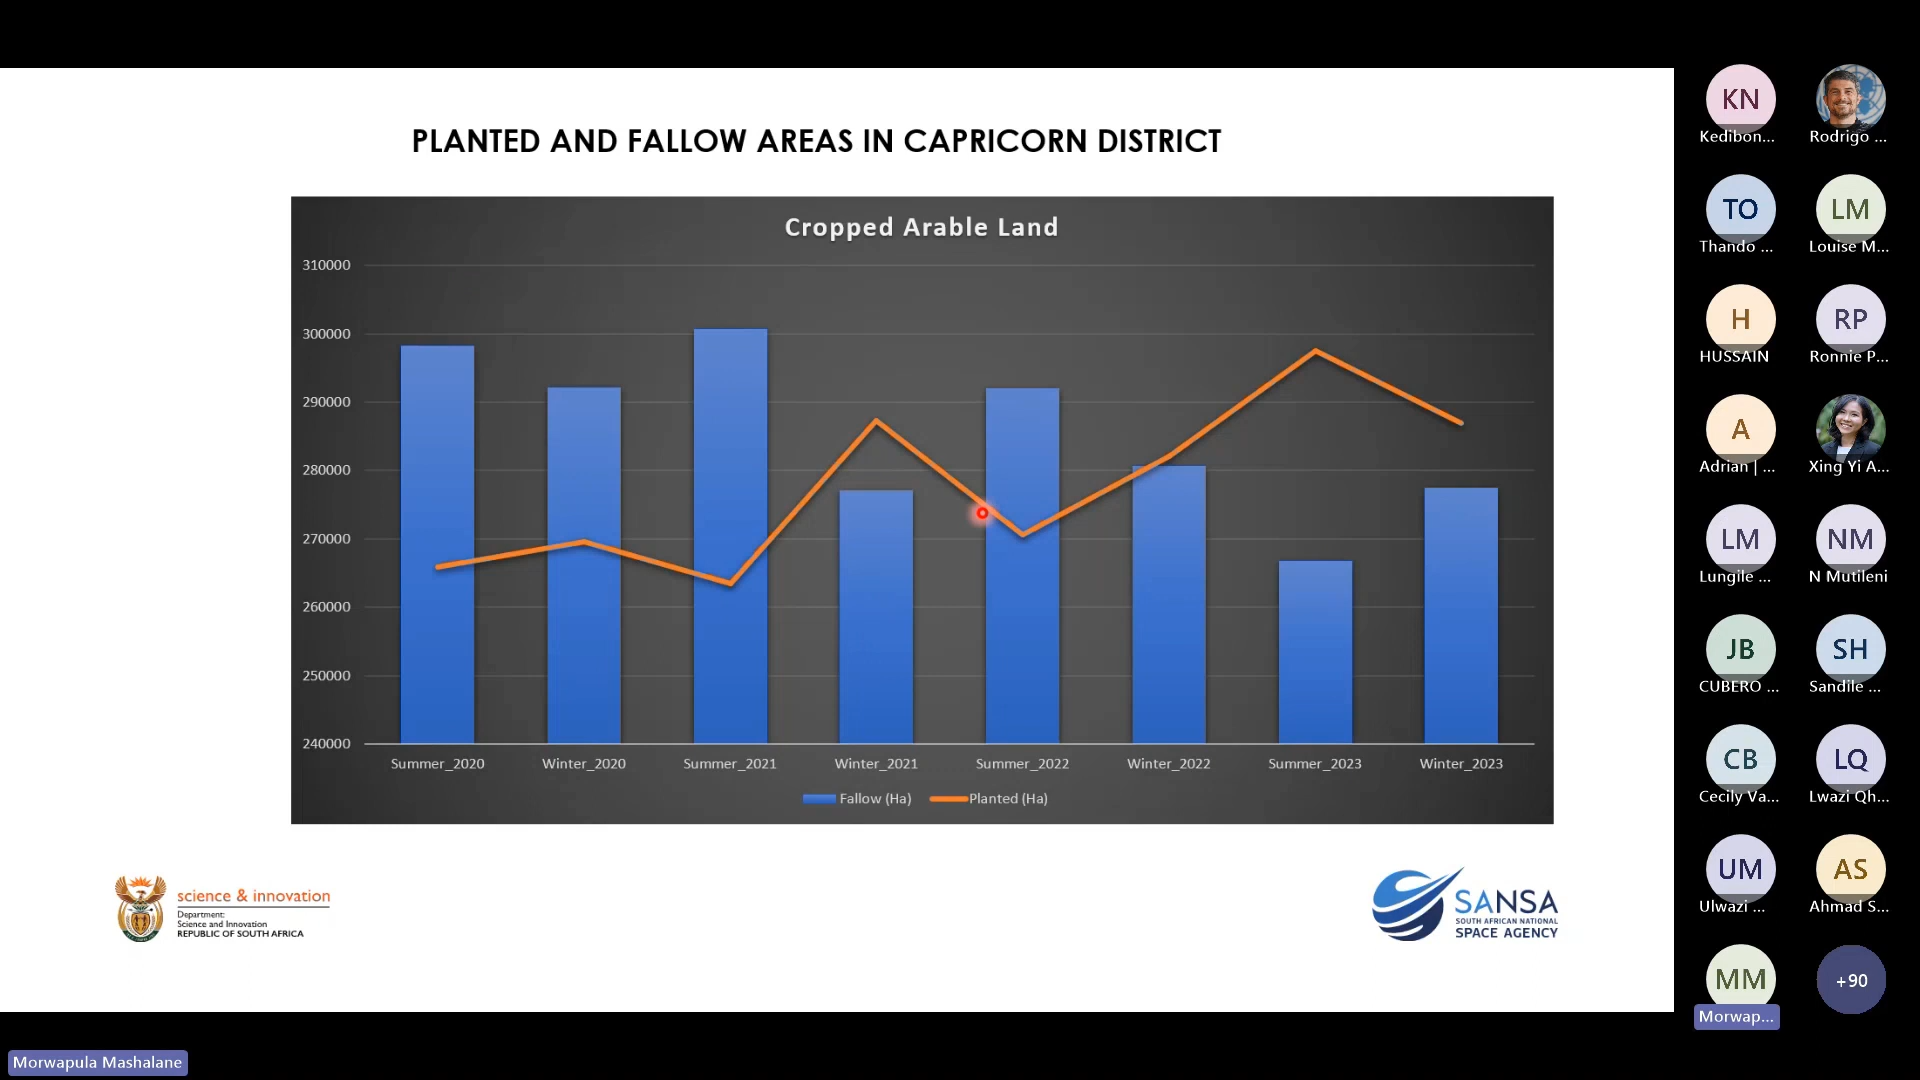 PLANTED AND FALLOW AREAS IN CAPRICORN DISTRICT
Cropped Arable Land
310000
300000
290000
280000
270000
260000
250000
240000
Summer_2020 Winter_2020 Summer_2021 Winter_2021 Summer_2022 Winter_2022 Summer_2023 Winter_2023
Fallow (Ha) Planted (Ha)
science & innovation
Department:
Science and Innovation
REPUBLIC OF SOUTH AFRICA
SANSA
SOUTH AFRICAN NATIONAL
SPACE AGENCY
KN
Kedibon... Rodrigo ...
TO LM
Thando ... Louise M...
H RP
HUSSAIN Ronnie P...
A
Adrian | ... Xing Yi A...
LM NM
Lungile ... N Mutileni
JB SH
CUBERO ... Sandile ...
CB LQ
Cecily Va... Lwazi Qh...
UM AS
Ulwazi ... Ahmad S...
MM +90
Morwap...
Morwapula Mashalane